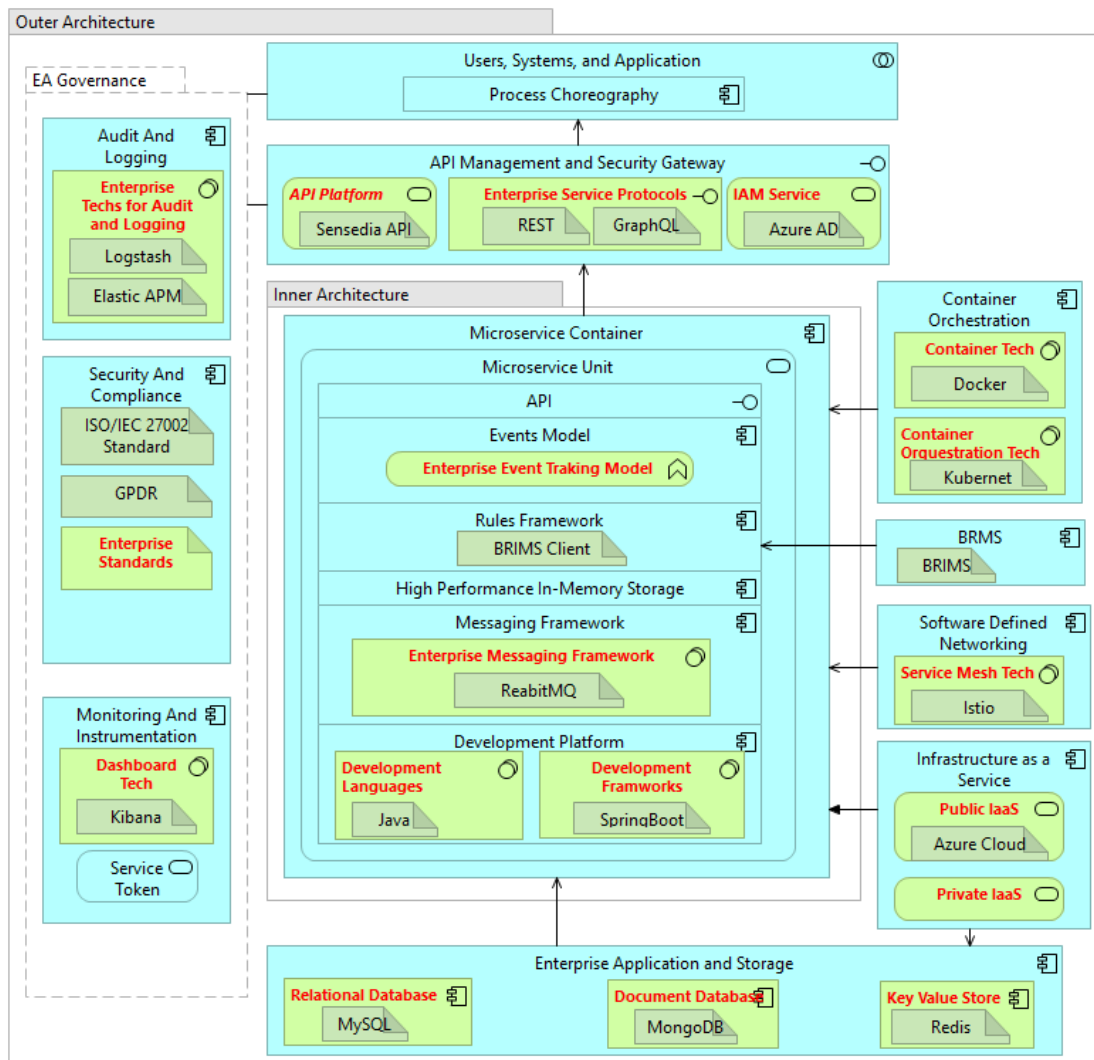 Outer Architecture
EA Governance
Audit And
Logging
Enterprise
Techs for Audit
and Logging
Logstash
Elastic APM
Security And
Compliance
ISO/IEC 27002
Standard
GPDR
Enterprise
Standards
Monitoring And
Instrumentation
Dashboard
Tech
Kibana
Service
Token
Users, Systems, and Application
Process Choreography
API Management and Security Gateway
API Platform
Sensedia API
Enterprise Service Protocols
REST
GraphQL
IAM Service
Azure AD
Inner Architecture
Microservice Container
Microservice Unit
API
Events Model
Enterprise Event Traking Model
Rules Framework
BRIMS Client
High Performance In-Memory Storage
Messaging Framework
Enterprise Messaging Framework
ReabitMQ
Development Platform
Development
Languages
Java
Development
Framworks
SpringBoot
Container
Orchestration
Container Tech
Docker
Container
Orquestration Tech
Kubernet
BRMS
BRIMS
Software Defined
Networking
Service Mesh Tech
Istio
Infrastructure as a
Service
Public IaaS
Azure Cloud
Private IaaS
Enterprise Application and Storage
Relational Database
MySQL
Document Database
MongoDB
Key Value Store
Redis